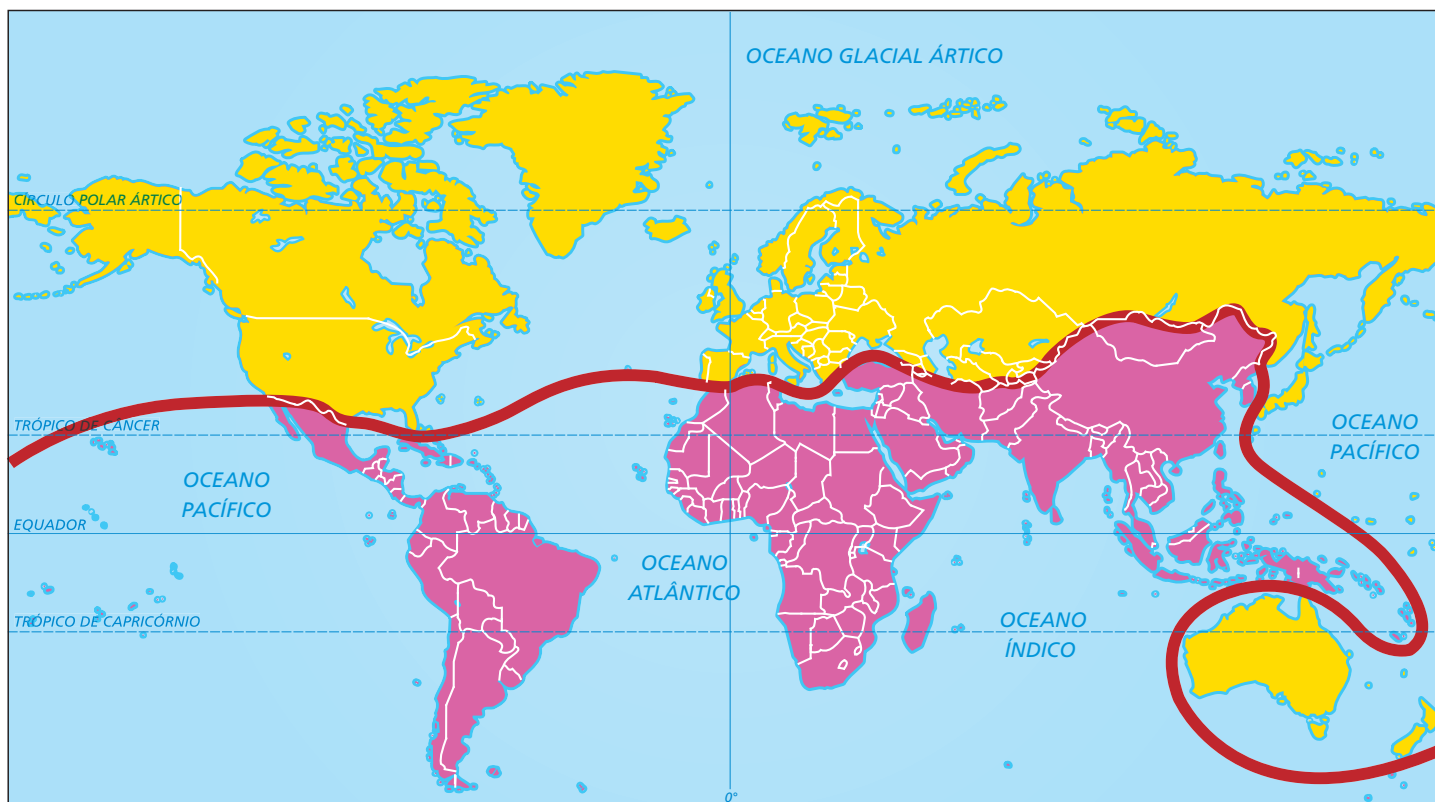 OCEANO GLACIAL ÁRTICO
CÍRCULO POLAR ÁRTICO
TRÓPICO DE CÂNCER
OCEANO
PACÍFICO
OCEANO
PACÍFICO
EQUADOR
OCEANO
ATLÂNTICO
TRÓPICO DE CAPRICÓRNIO
OCEANO
ÍNDICO
0°